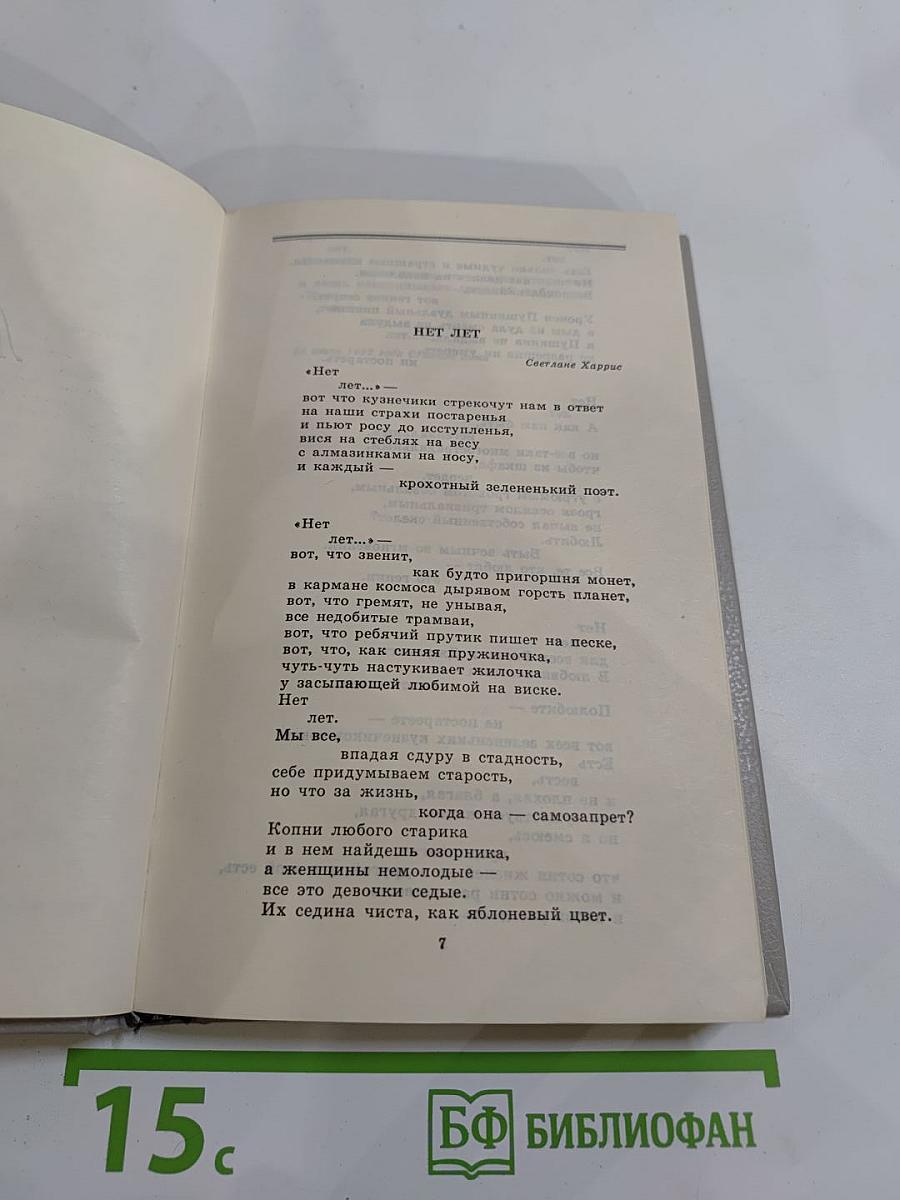 НЕТ ЛЕТ
Светлане Харрис
«Нет
лет...» —
вот что кузнечики стрекочут нам в ответ
на наши страхи постаренья
и пьют росу до исступленья,
вися на стеблях на весу
с алмазинками на носу,
и каждый —
крохотный зелененький поэт.
«Нет
лет...» —
вот, что звенит,
как будто пригоршня монет,
в кармане космоса дырявом горсть планет,
вот, что гремят, не унывая,
все недобитые трамваи,
вот, что ребячий прутик пишет на песке,
вот, что, как синяя пружиночка,
чуть-чуть настукивает жилочка
у засыпающей любимой на виске.
Нет
лет.
Мы все,
впадая сдуру в стадность,
себе придумываем старость,
но что за жизнь,
когда она — самозапрет?
Копни любого старика
и в нем найдешь озорника,
а женщины немолодые —
все это девочки седые.
Их седина чиста, как яблоневый цвет.
7
15 с
БФ БИБЛИОФАН